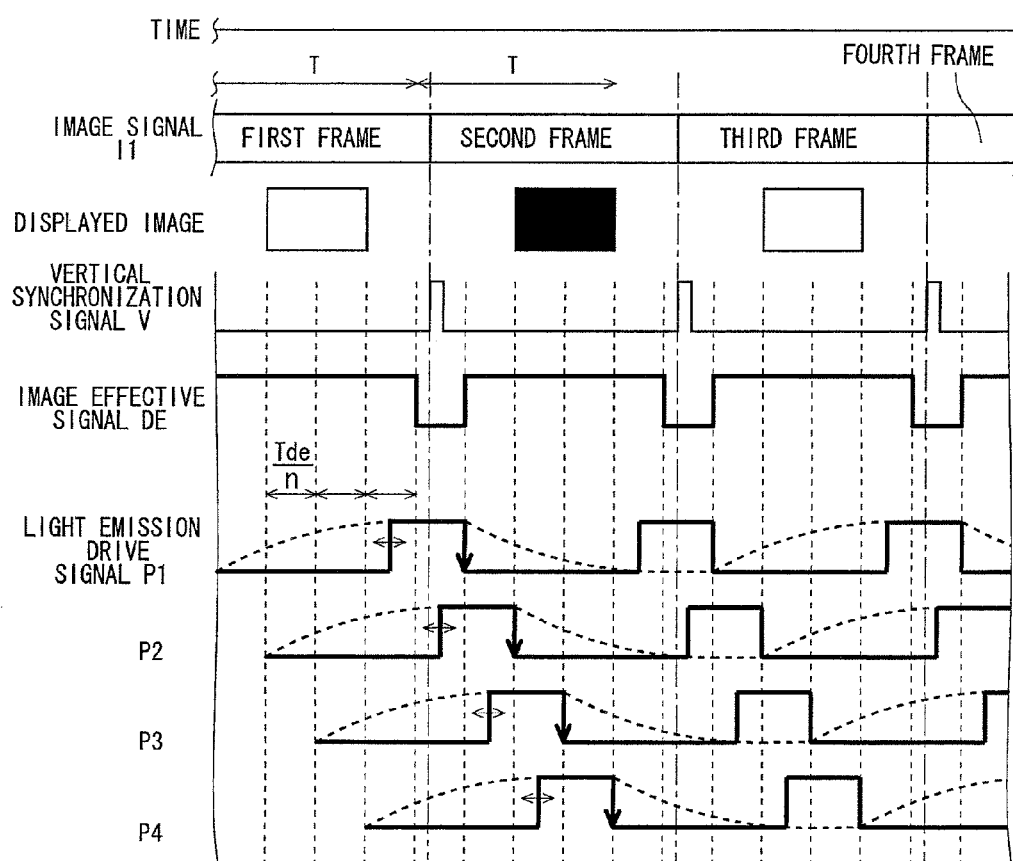 TIME
FOURTH FRAME
T
T
IMAGE SIGNAL
I1
FIRST FRAME
SECOND FRAME
THIRD FRAME
DISPLAYED IMAGE
VERTICAL
SYNCHRONIZATION
SIGNAL V
IMAGE EFFECTIVE
SIGNAL DE
Tde
n
LIGHT EMISSION
DRIVE
SIGNAL P1
P2
P3
P4